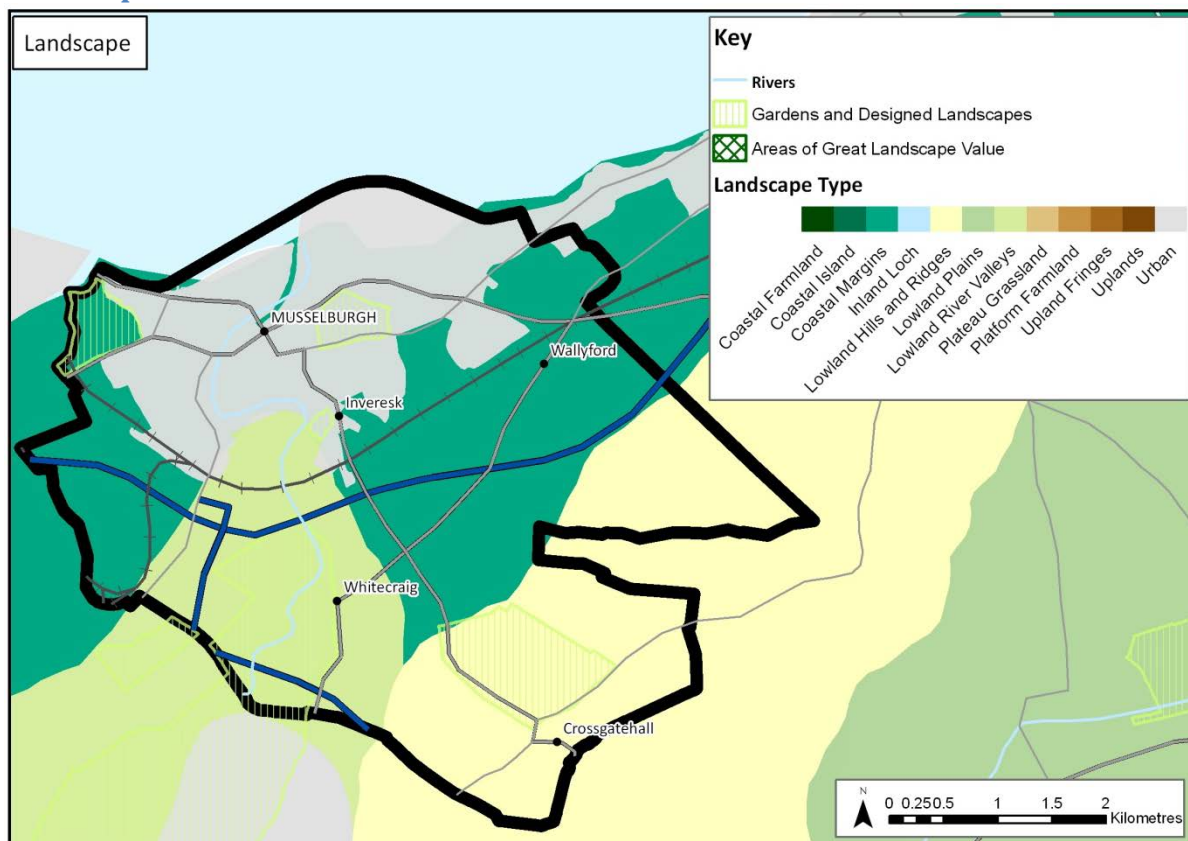 Landscape
Key
Rivers
Gardens and Designed Landscapes
Areas of Great Landscape Value
Landscape Type
Coastal Farmland
Coastal Island
Coastal Margins
Inland Loch
Lowland Hills and Ridges
Lowland Plains
Lowland River Valleys
Plateau Grassland
Platform Farmland
Upland Fringes
Uplands
Urban
MUSSELBURGH
Wallyford
Inveresk
Whitecraig
Crossgatehall
N
0 0.25 0.5 1 1.5 2
Kilometres